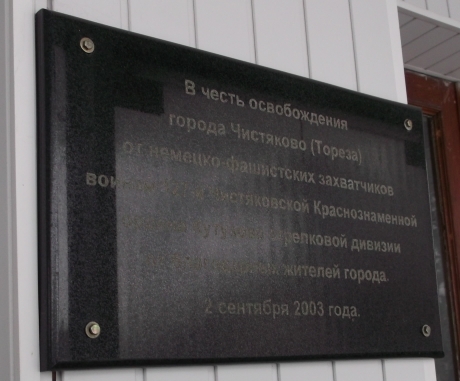 В честь освобождения
города Чистяково (Тореза)
от немецко-фашистских захватчиков
Чистяковской Краснознаменной
стрелковой дивизии
жителей города.
2 сентября 2003 года.